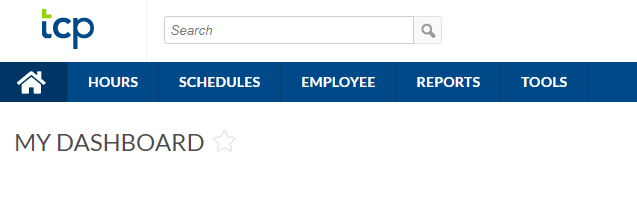 tcp
Search
HOURS SCHEDULES EMPLOYEE REPORTS TOOLS
MY DASHBOARD